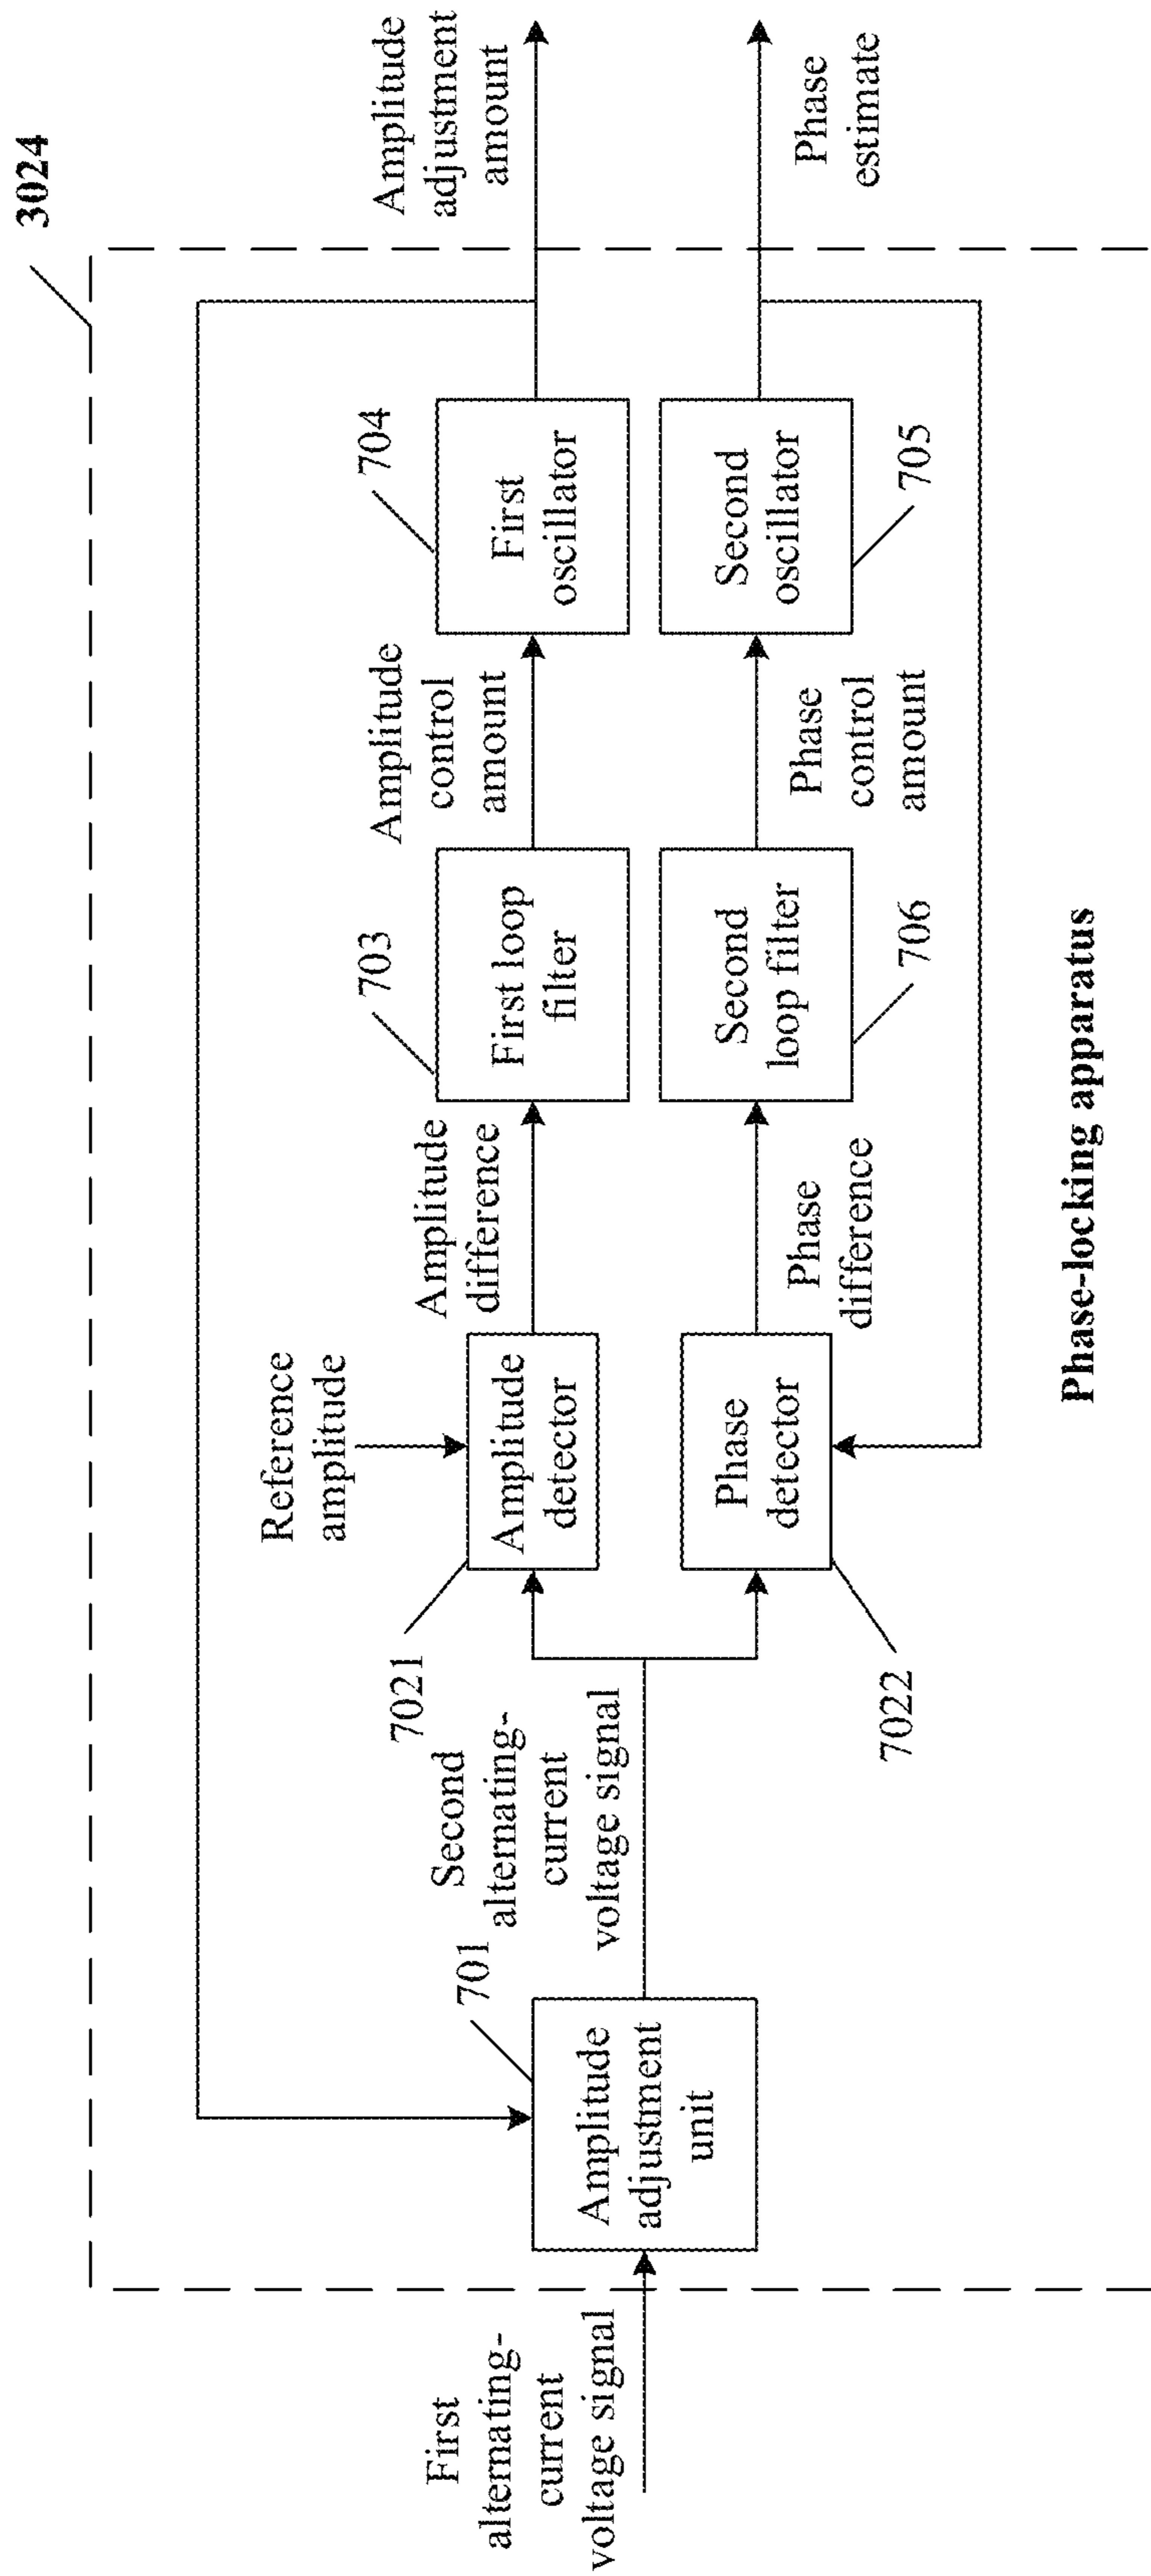 3024
First
alternating-
current
voltage signal
Amplitude
adjustment
unit
701
Second
alternating-
current
voltage signal
7021
Reference
amplitude
Amplitude
detector
Phase
detector
7022
Amplitude
difference
Phase
difference
703
First loop
filter
Second
loop filter
706
Amplitude
control
amount
Phase
control
amount
704
First
oscillator
Second
oscillator
705
Amplitude
adjustment
amount
Phase
estimate
Phase-locking apparatus